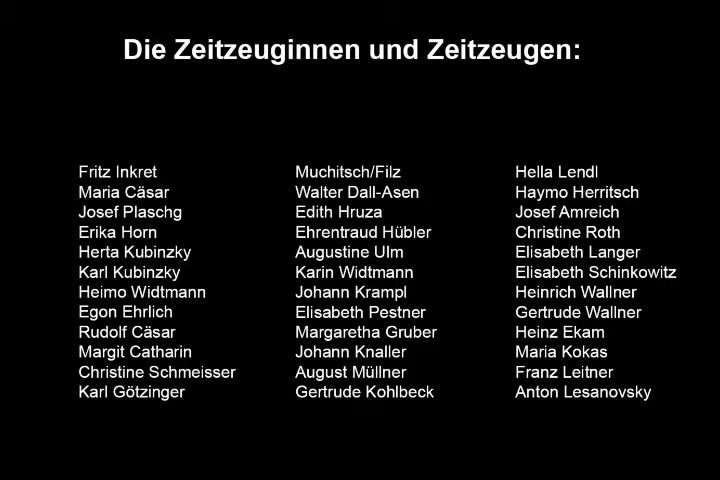 Die Zeitzeuginnen und Zeitzeugen:
Fritz Inkret
Maria Cäsar
Josef Plaschg
Erika Horn
Herta Kubinzky
Karl Kubinzky
Heimo Widtmann
Egon Ehrlich
Rudolf Cäsar
Margit Catharin
Christine Schmeisser
Karl Götzinger
Muchitsch/Filz
Walter Dall-Asen
Edith Hruza
Ehrentraud Hübler
Augustine Ulm
Karin Widtmann
Johann Krampl
Elisabeth Pestner
Margaretha Gruber
Johann Knaller
August Müllner
Gertrude Kohlbeck
Hella Lendl
Haymo Herritsch
Josef Amreich
Christine Roth
Elisabeth Langer
Elisabeth Schinkowitz
Heinrich Wallner
Gertrude Wallner
Heinz Ekam
Maria Kokas
Franz Leitner
Anton Lesanovsky